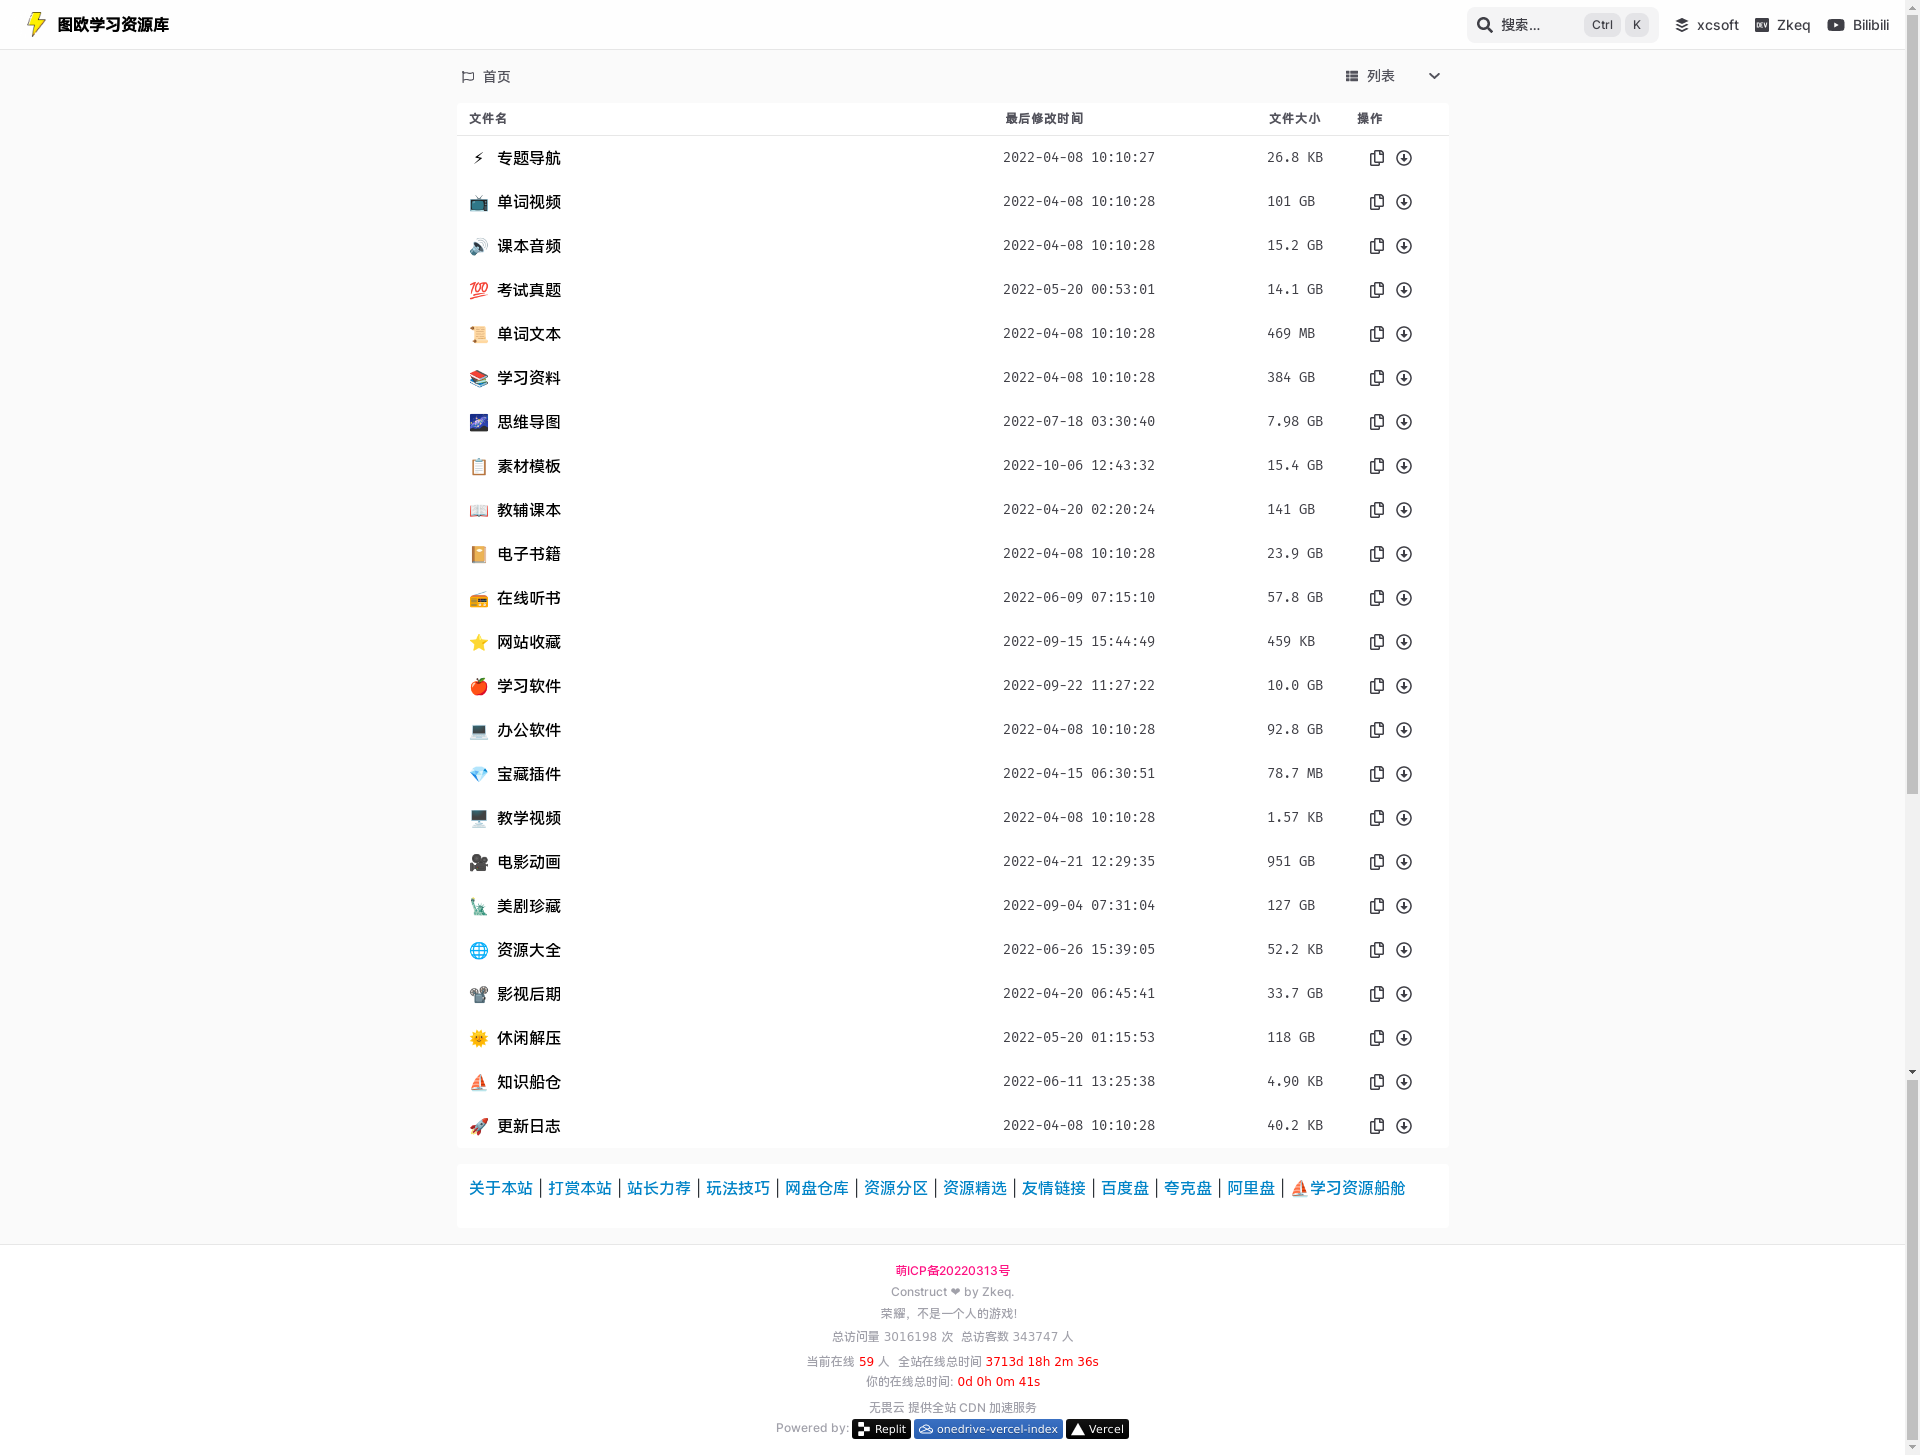 图欧学习资源库 搜索... Ctrl K xcsoft Zkeq Bilibili
首页 列表
文件名 最后修改时间 文件大小 操作
专题导航 2022-04-08 10:10:27 26.8 KB
单词视频 2022-04-08 10:10:28 101 GB
课本音频 2022-04-08 10:10:28 15.2 GB
考试真题 2022-05-20 00:53:01 14.1 GB
单词文本 2022-04-08 10:10:28 469 MB
学习资料 2022-04-08 10:10:28 384 GB
思维导图 2022-07-18 03:30:40 7.98 GB
素材模板 2022-10-06 12:43:32 15.4 GB
教辅课本 2022-04-20 02:20:24 141 GB
电子书籍 2022-04-08 10:10:28 23.9 GB
在线听书 2022-06-09 07:15:10 57.8 GB
网站收藏 2022-09-15 15:44:49 459 KB
学习软件 2022-09-22 11:27:22 10.0 GB
办公软件 2022-04-08 10:10:28 92.8 GB
宝藏插件 2022-04-15 06:30:51 78.7 MB
教学视频 2022-04-08 10:10:28 1.57 KB
电影动画 2022-04-21 12:29:35 951 GB
美剧珍藏 2022-09-04 07:31:04 127 GB
资源大全 2022-06-26 15:39:05 52.2 KB
影视后期 2022-04-20 06:45:41 33.7 GB
休闲解压 2022-05-20 01:15:53 118 GB
知识船仓 2022-06-11 13:25:38 4.90 KB
更新日志 2022-04-08 10:10:28 40.2 KB
关于本站 | 打赏本站 | 站长力荐 | 玩法技巧 | 网盘仓库 | 资源分区 | 资源精选 | 友情链接 | 百度盘 | 夸克盘 | 阿里盘 | ⛵学习资源船舱
萌ICP备20220313号
Construct ❤ by Zkeq.
荣耀，不是一个人的游戏!
总访问量 3016198 次 总访客数 343747 人
当前在线 59 人 全站在线总时间 3713d 18h 2m 36s
你的在线总时间: 0d 0h 0m 41s
无畏云 提供全站 CDN 加速服务
Powered by: Replit onedrive-vercel-index Vercel